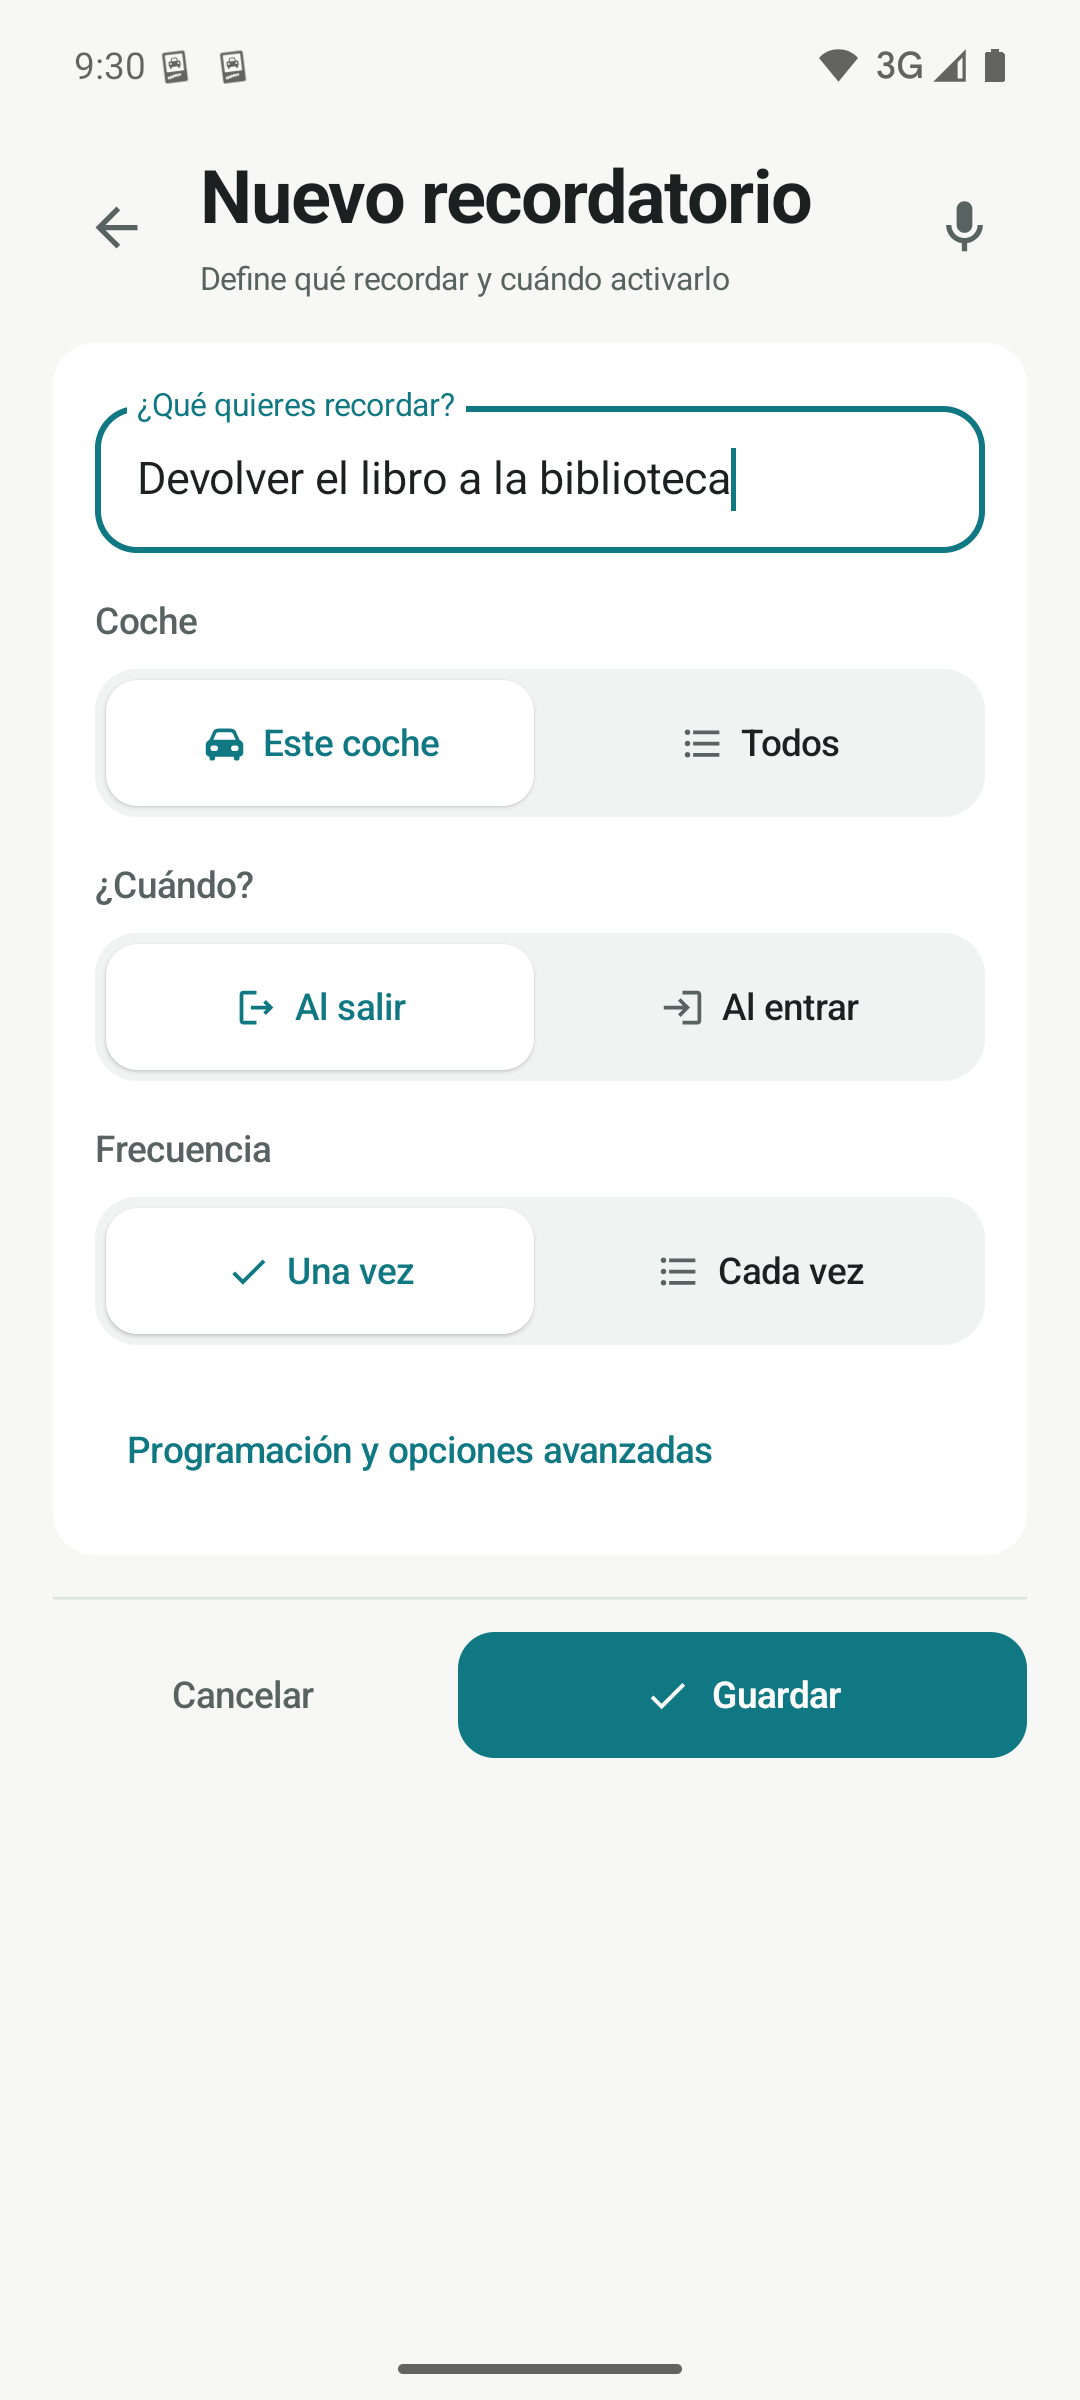 9:30
3G
Nuevo recordatorio
Define qué recordar y cuándo activarlo
¿Qué quieres recordar?
Devolver el libro a la biblioteca
Coche
Este coche
Todos
¿Cuándo?
Al salir
Al entrar
Frecuencia
Una vez
Cada vez
Programación y opciones avanzadas
Cancelar
Guardar